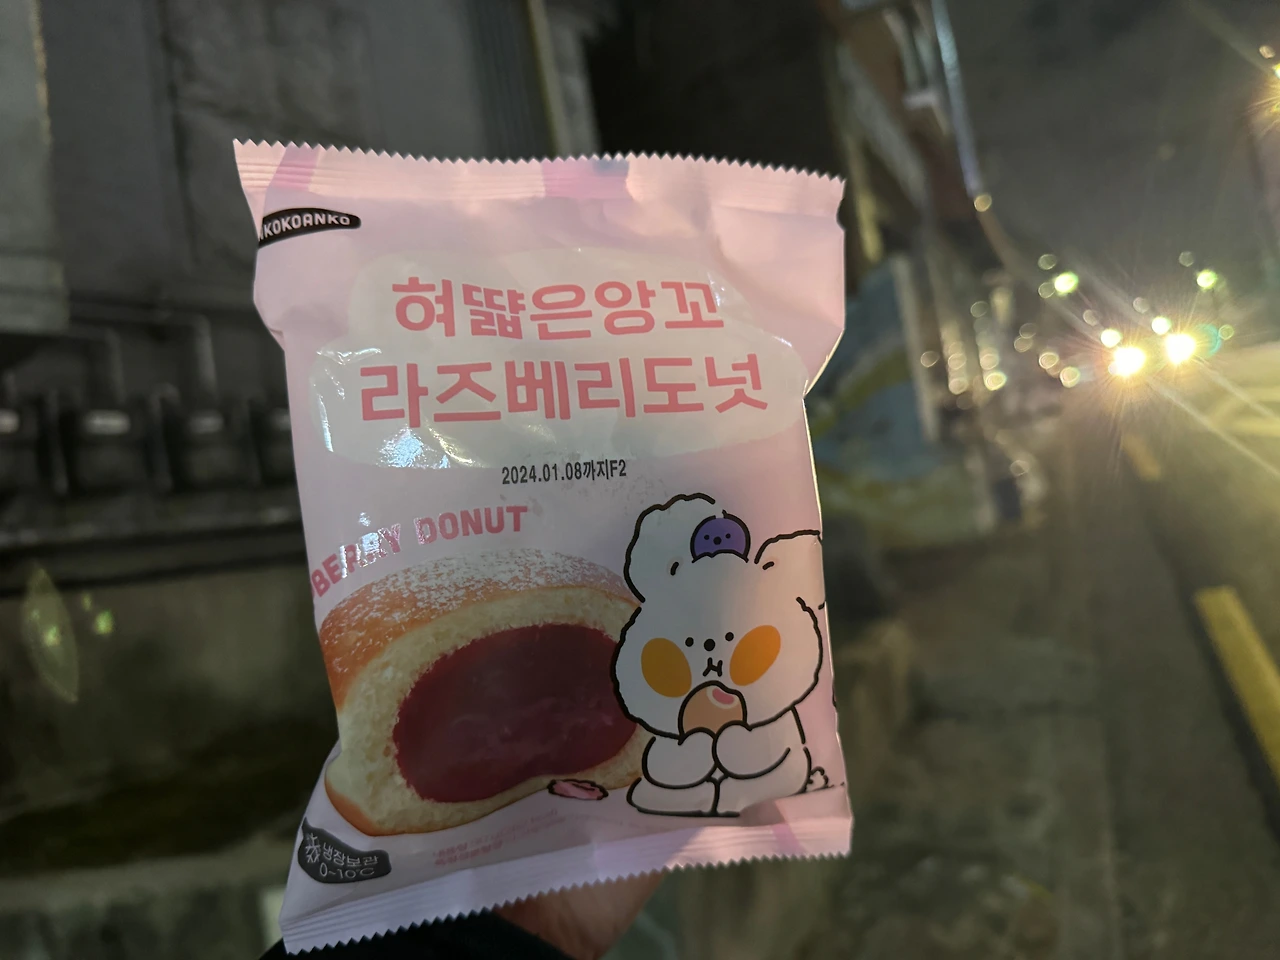 KOKOANKO
혀뚧은앙꼬
라즈베리도넛
2024.01.08까지F2
BERRY DONUT
냉장보관
0~10℃